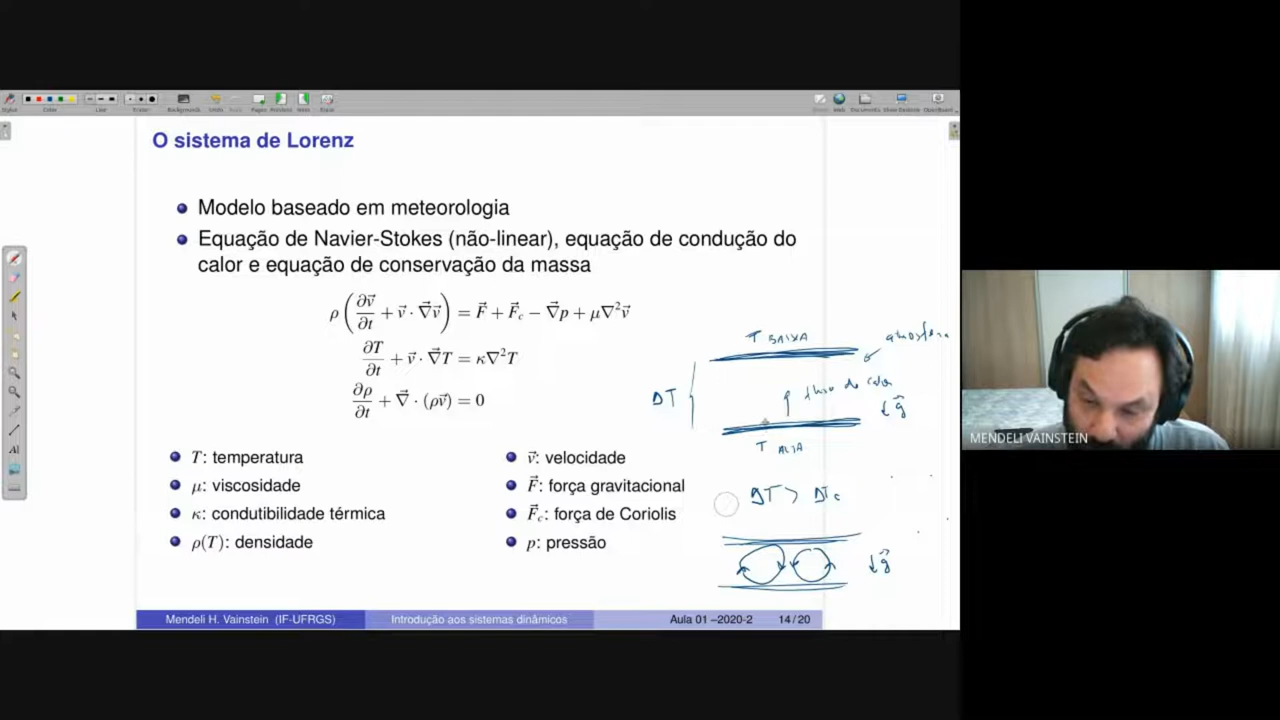 O sistema de Lorenz
Modelo baseado em meteorologia
Equação de Navier-Stokes (não-linear), equação de condução do
calor e equação de conservação da massa
ρ(∂v⃗/∂t + v⃗ · ∇⃗v⃗) = F⃗ + F⃗c − ∇⃗p + μ∇²v⃗
∂T/∂t + v⃗ · ∇⃗T = κ∇²T
∂ρ/∂t + ∇⃗ · (ρv⃗) = 0
T: temperatura
μ: viscosidade
κ: condutibilidade térmica
ρ(T): densidade
v⃗: velocidade
F⃗: força gravitacional
F⃗c: força de Coriolis
p: pressão
T BAIXA
atmosfera
ΔT
fluxo de calor
g⃗
T ALTA
ΔT > ΔTc
g⃗
Mendeli H. Vainstein (IF-UFRGS)
Introdução aos sistemas dinâmicos
Aula 01 –2020-2
14 / 20
MENDELI VAINSTEIN